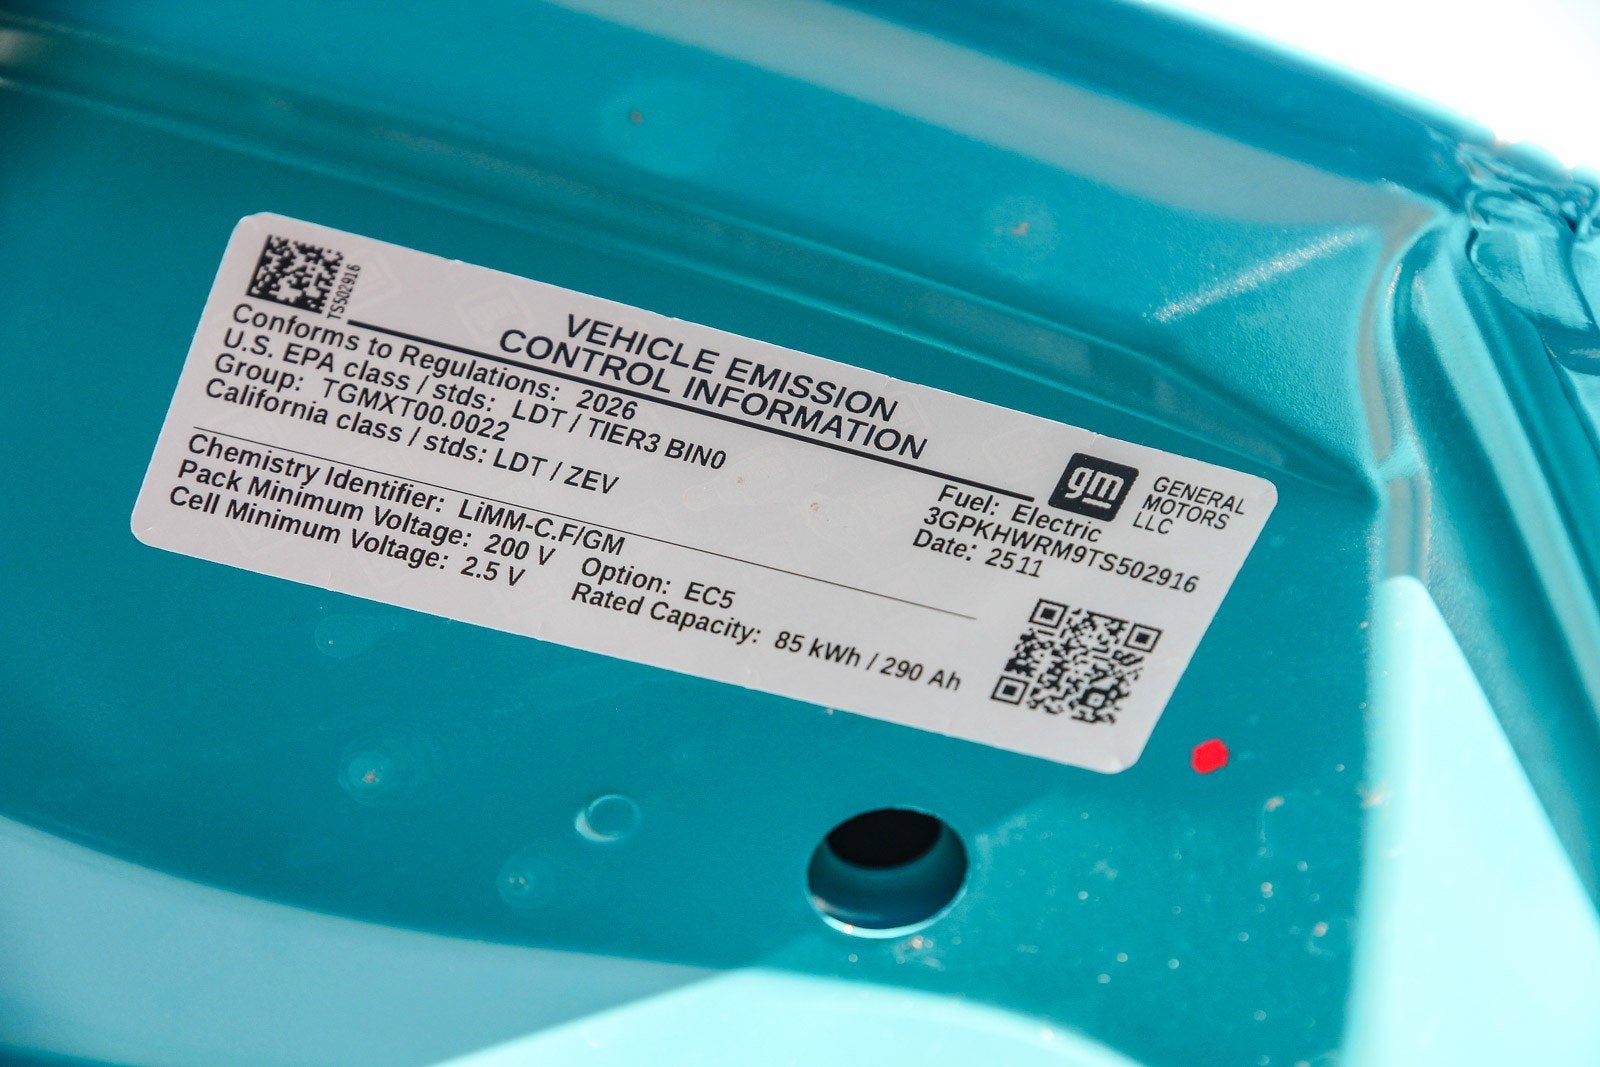 TS502916
VEHICLE EMISSION
CONTROL INFORMATION
gm
GENERAL
MOTORS
LLC
Conforms to Regulations: 2026
U.S. EPA class / stds: LDT / TIER3 BIN0
Group: TGMXT00.0022
California class / stds: LDT / ZEV
Fuel: Electric
3GPKHWRM9TS502916
Date: 2511
Chemistry Identifier: LiMM-C.F/GM
Pack Minimum Voltage: 200 V Option: EC5
Cell Minimum Voltage: 2.5 V Rated Capacity: 85 kWh / 290 Ah